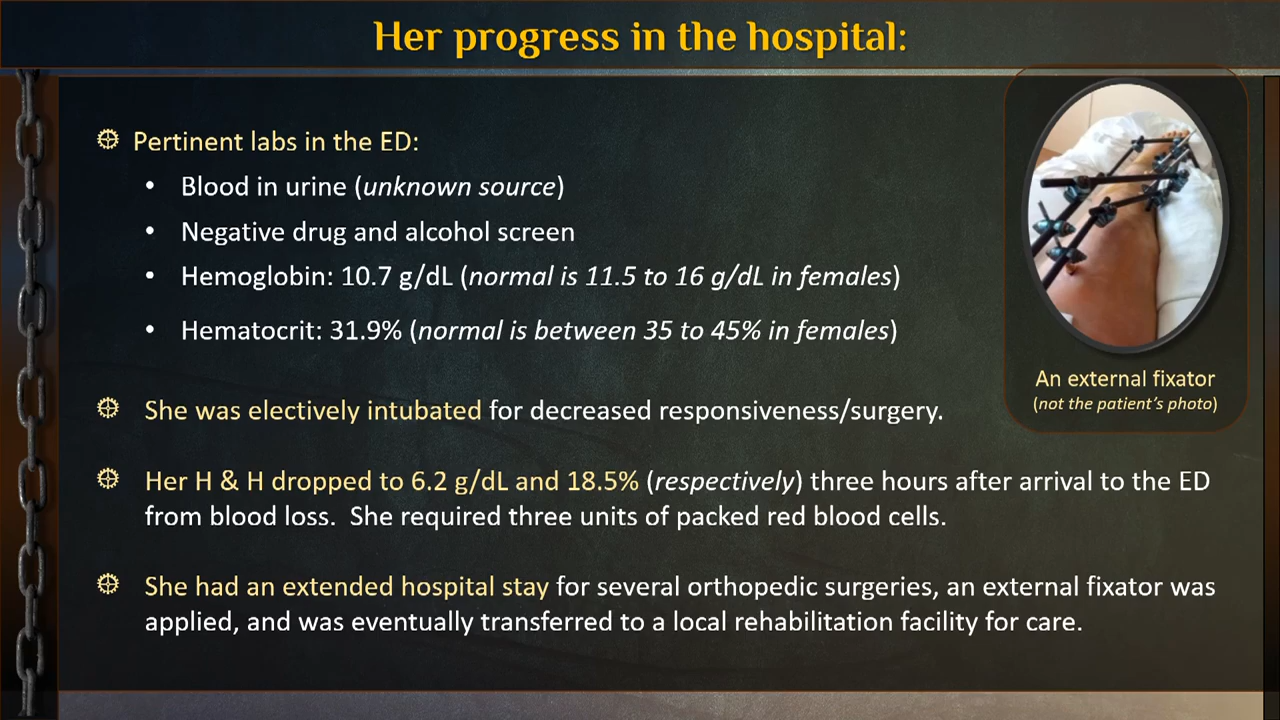 Her progress in the hospital:
Pertinent labs in the ED:
• Blood in urine (unknown source)
• Negative drug and alcohol screen
• Hemoglobin: 10.7 g/dL (normal is 11.5 to 16 g/dL in females)
• Hematocrit: 31.9% (normal is between 35 to 45% in females)
An external fixator
(not the patient's photo)
She was electively intubated for decreased responsiveness/surgery.
Her H & H dropped to 6.2 g/dL and 18.5% (respectively) three hours after arrival to the ED
from blood loss. She required three units of packed red blood cells.
She had an extended hospital stay for several orthopedic surgeries, an external fixator was
applied, and was eventually transferred to a local rehabilitation facility for care.